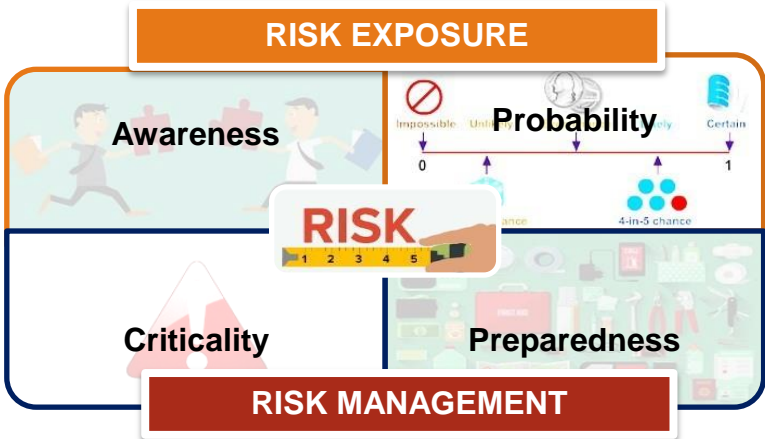 RISK EXPOSURE
Awareness
Probability
Impossible
Certain
0
1
4-in-5 chance
RISK
1 2 3 4 5
Criticality
Preparedness
RISK MANAGEMENT